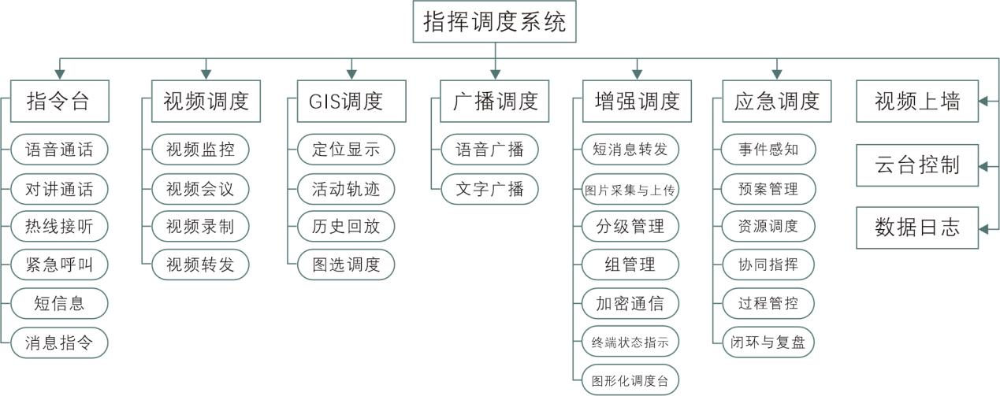 指挥调度系统
指令台
语音通话
对讲通话
热线接听
紧急呼叫
短信息
消息指令
视频调度
视频监控
视频会议
视频录制
视频转发
GIS调度
定位显示
活动轨迹
历史回放
图选调度
广播调度
语音广播
文字广播
增强调度
短消息转发
图片采集与上传
分级管理
组管理
加密通信
终端状态指示
图形化调度台
应急调度
事件感知
预案管理
资源调度
协同指挥
过程管控
闭环与复盘
视频上墙
云台控制
数据日志